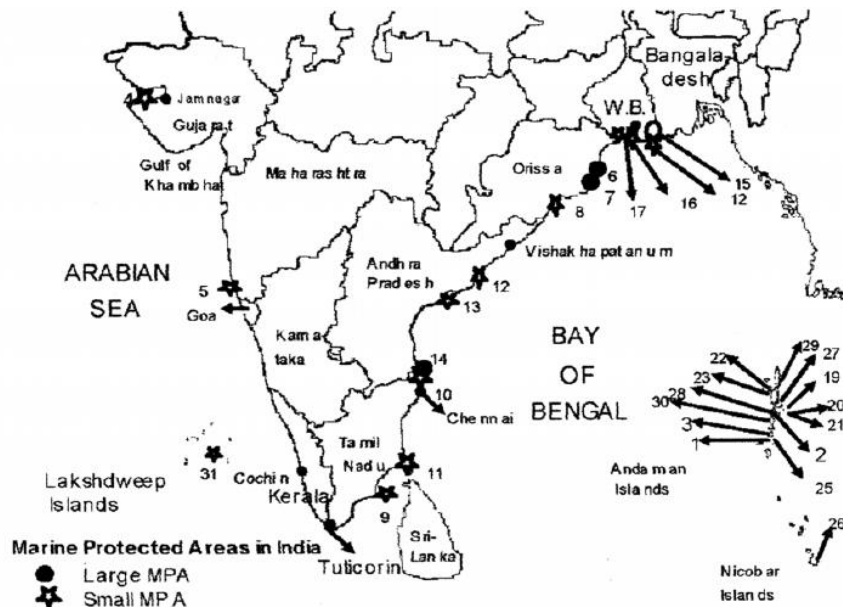 Bangala-
desh
W.B.
4
Jamnagar
Gujarat
Gulf of
Khambhat
Maharashtra
Orissa
6
7
8
17
16
12
15
Vishakhapatanum
ARABIAN
SEA
5
Goa
Andhra
Pradesh
12
13
Karna
taka
BAY
OF
BENGAL
14
10
Chennai
29
22
27
23
19
28
30
20
21
3
1
2
Andaman
Islands
25
26
Nicobar
Islands
Tamil
Nadu
11
31
Lakshdweep
Islands
Cochin
Kerala
9
Sri-
Lanka
Tuticorin
Marine Protected Areas in India
Large MPA
Small MPA